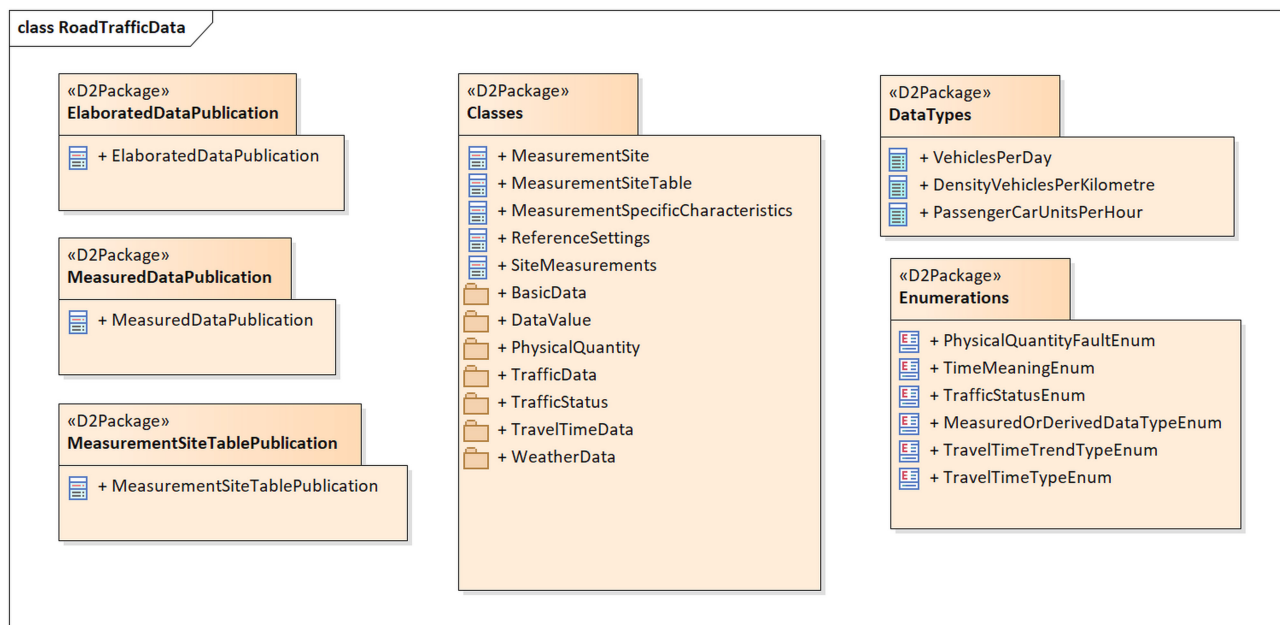 class RoadTrafficData
«D2Package»
ElaboratedDataPublication
+ ElaboratedDataPublication
«D2Package»
MeasuredDataPublication
+ MeasuredDataPublication
«D2Package»
MeasurementSiteTablePublication
+ MeasurementSiteTablePublication
«D2Package»
Classes
+ MeasurementSite
+ MeasurementSiteTable
+ MeasurementSpecificCharacteristics
+ ReferenceSettings
+ SiteMeasurements
+ BasicData
+ DataValue
+ PhysicalQuantity
+ TrafficData
+ TrafficStatus
+ TravelTimeData
+ WeatherData
«D2Package»
DataTypes
+ VehiclesPerDay
+ DensityVehiclesPerKilometre
+ PassengerCarUnitsPerHour
«D2Package»
Enumerations
+ PhysicalQuantityFaultEnum
+ TimeMeaningEnum
+ TrafficStatusEnum
+ MeasuredOrDerivedDataTypeEnum
+ TravelTimeTrendTypeEnum
+ TravelTimeTypeEnum